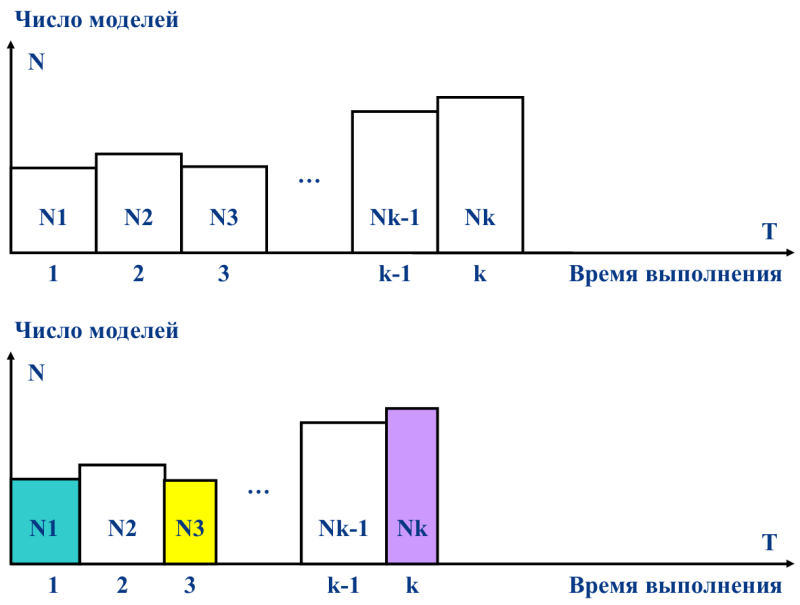 Число моделей
N
…
N1 N2 N3 Nk-1 Nk
T
1 2 3 k-1 k Время выполнения
Число моделей
N
…
N1 N2 N3 Nk-1 Nk
T
1 2 3 k-1 k Время выполнения